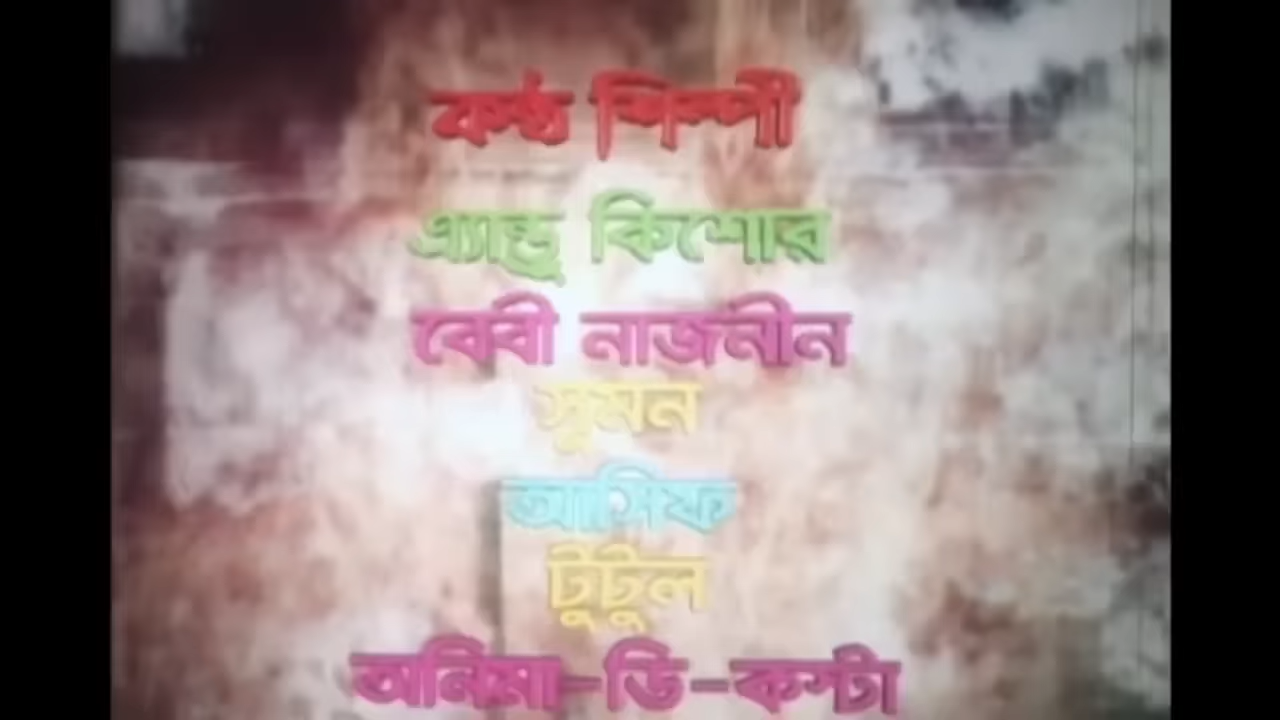 কন্ঠ শিল্পী
এ্যান্ড্রু কিশোর
বেবী নাজনীন
সুমন
আসিফ
টুটুল
অনিমা-ডি-কস্টা